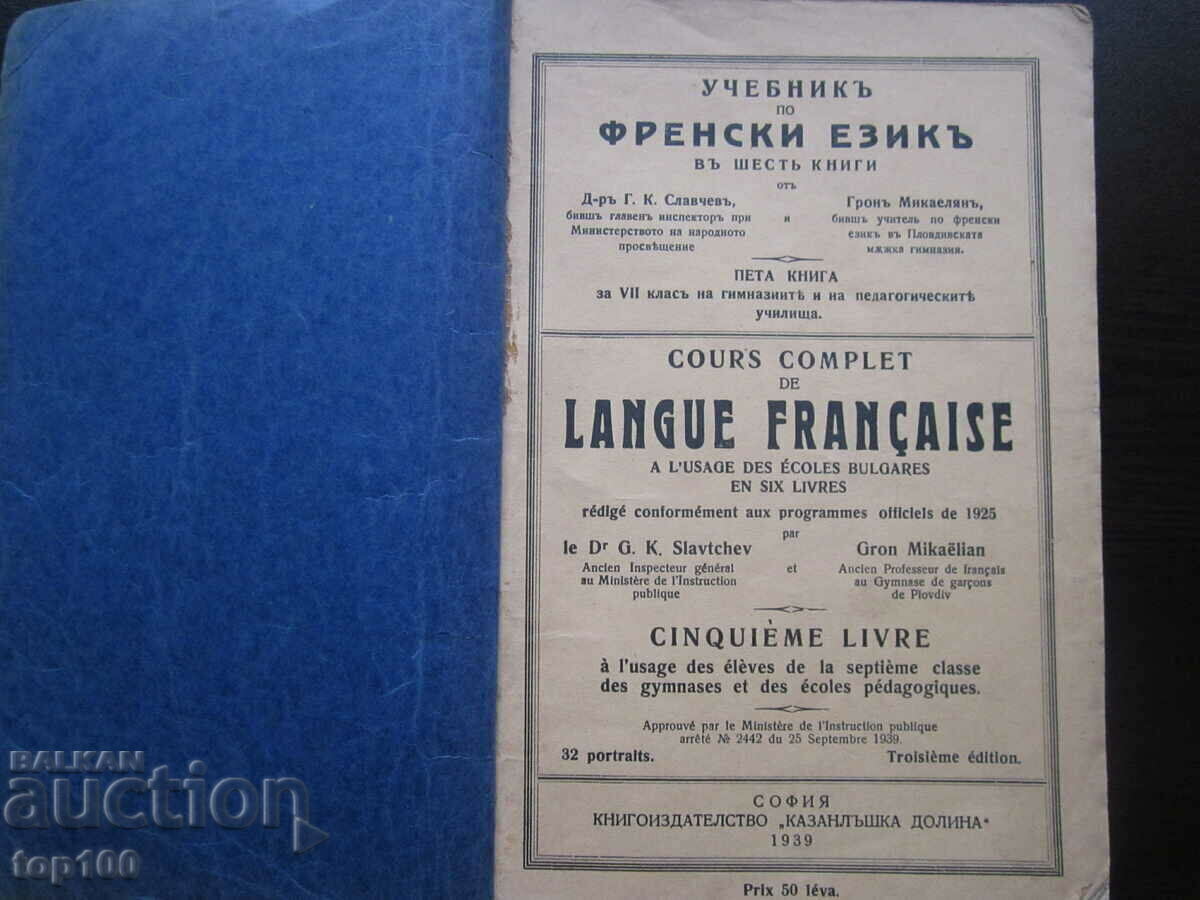 УЧЕБНИКЪ
ПО
ФРЕНСКИ ЕЗИКЪ
ВЪ ШЕСТЬ КНИГИ
отъ
Д-ръ Г. К. Славчев,
бившъ главенъ инспекторъ при
Министерството на народното
просвѣщение
и
Гронъ Микаелянъ,
бившъ учитель по френски
езикъ въ Пловдивската
мѫжка гимназия.
ПЕТА КНИГА
за VII класъ на гимназиитѣ и на педагогическитѣ
училища.
COURS COMPLET
DE
LANGUE FRANÇAISE
A L'USAGE DES ÉCOLES BULGARES
EN SIX LIVRES
rédigé conformément aux programmes officiels de 1925
par
le Dr G. K. Slavtchev
Ancien Inspecteur général
au Ministère de l'Instruction
publique
et
Gron Mikaëlian
Ancien Professeur de français
au Gymnase de garçons
de Plovdiv
CINQUIÈME LIVRE
à l'usage des élèves de la septième classe
des gymnases et des écoles pédagogiques.
Approuvé par le Ministère de l'Instruction publique
arrêté № 2442 du 25 Septembre 1939.
32 portraits.
Troisième édition.
СОФИЯ
КНИГОИЗДАТЕЛСТВО „КАЗАНЛЪШКА ДОЛИНА"
1939
Prix 50 léva.
BALKAN
auction
top100